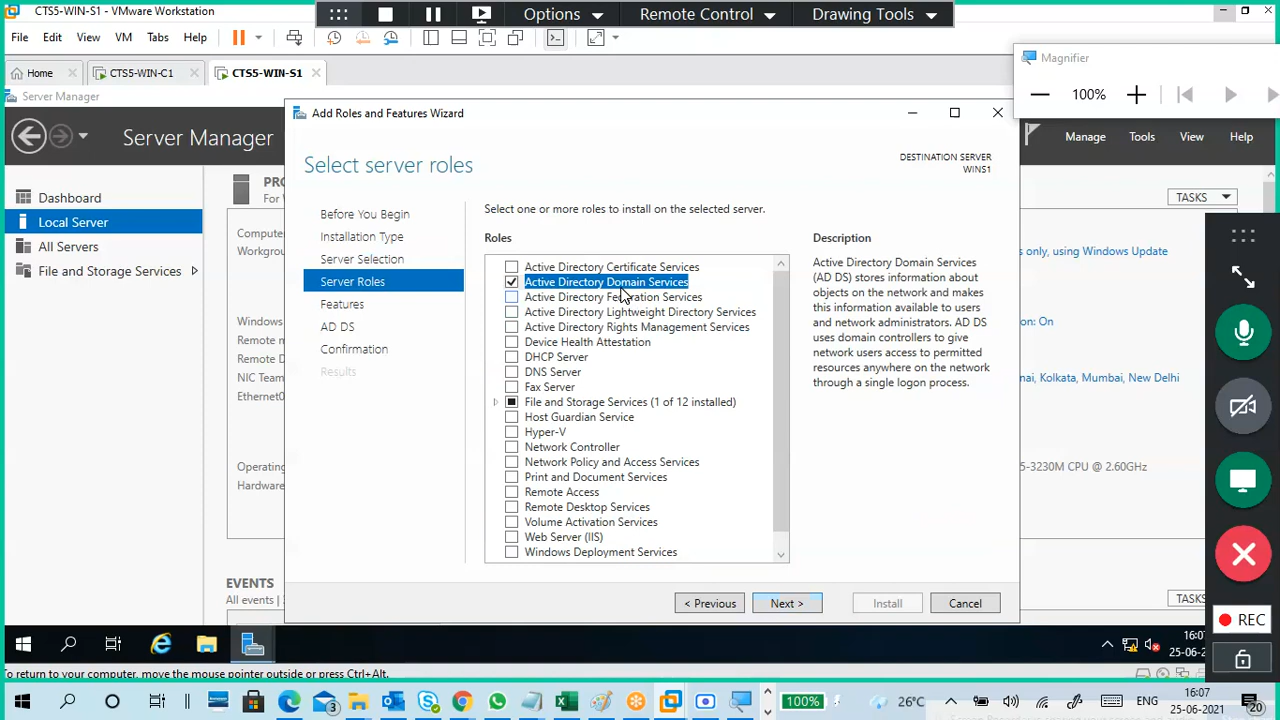 CTS5-WIN-S1 - VMware Workstation
Options
Remote Control
Drawing Tools
File Edit View VM Tabs Help
Magnifier
100%
Home
CTS5-WIN-C1
CTS5-WIN-S1
Server Manager
Server Manager
Manage Tools View Help
Dashboard
Local Server
All Servers
File and Storage Services
TASKS
Add Roles and Features Wizard
Select server roles
DESTINATION SERVER
WINS1
Before You Begin
Installation Type
Server Selection
Server Roles
Features
AD DS
Confirmation
Results
Select one or more roles to install on the selected server.
Roles
Active Directory Certificate Services
Active Directory Domain Services
Active Directory Federation Services
Active Directory Lightweight Directory Services
Active Directory Rights Management Services
Device Health Attestation
DHCP Server
DNS Server
Fax Server
File and Storage Services (1 of 12 installed)
Host Guardian Service
Hyper-V
Network Controller
Network Policy and Access Services
Print and Document Services
Remote Access
Remote Desktop Services
Volume Activation Services
Web Server (IIS)
Windows Deployment Services
Description
Active Directory Domain Services
(AD DS) stores information about
objects on the network and makes
this information available to users
and network administrators. AD DS
uses domain controllers to give
network users access to permitted
resources anywhere on the network
through a single logon process.
< Previous
Next >
Install
Cancel
PRO
For W
Compute
Workgrou
Windows
Remote m
Remote D
NIC Team
Ethernet0
Operating
Hardware
s only, using Windows Update
on: On
nai, Kolkata, Mumbai, New Delhi
5-3230M CPU @ 2.60GHz
EVENTS
All events |
TASKS
REC
16:07
25-06-2
To return to your computer, move the mouse pointer outside or press Ctrl+Alt.
3
100%
26°C
ENG
16:07
25-06-2021
20